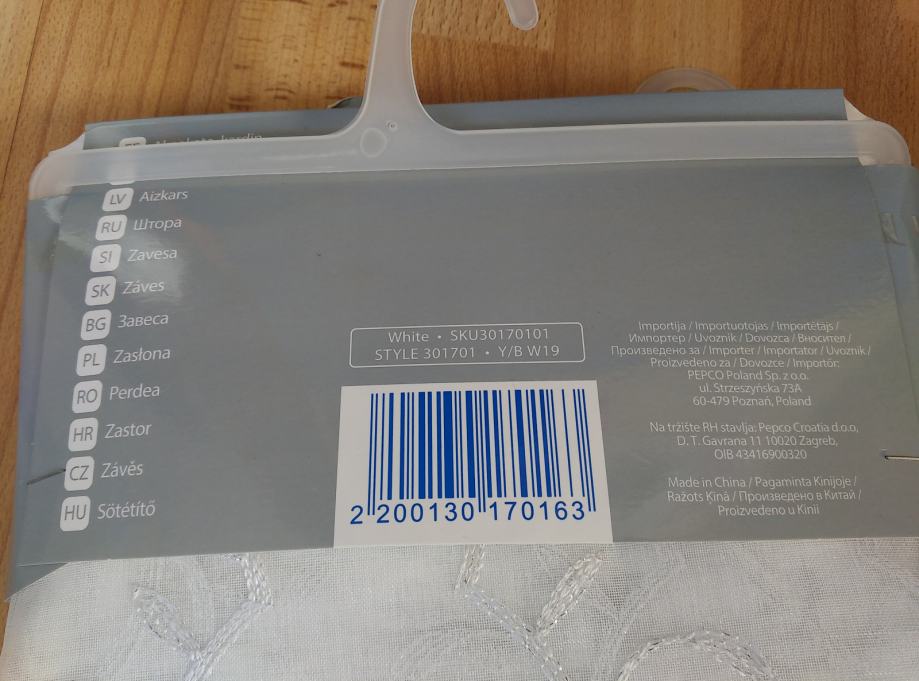 LV Aizkars
RU Штора
SI Zavesa
SK Záves
BG Завеса
PL Zasłona
RO Perdea
HR Zastor
CZ Závěs
HU Sötétítő
White • SKU30170101
STYLE 301701 • Y/B W19
2 200130 170163
Importija / Importuotojas / Importētājs /
Импортер / Uvoznik / Dovozca / Вносител /
Произведено за / Importer / Importator / Uvoznik /
Proizvedeno za / Dovozce / Importőr:
PEPCO Poland Sp. z o.o.
ul. Strzeszyńska 73A
60-479 Poznań, Poland
Na tržište RH stavlja: Pepco Croatia d.o.o,
D. T. Gavrana 11 10020 Zagreb,
OIB 43416900320
Made in China / Pagaminta Kinijoje /
Ražots Ķīnā / Произведено в Китай /
Proizvedeno u Kinii